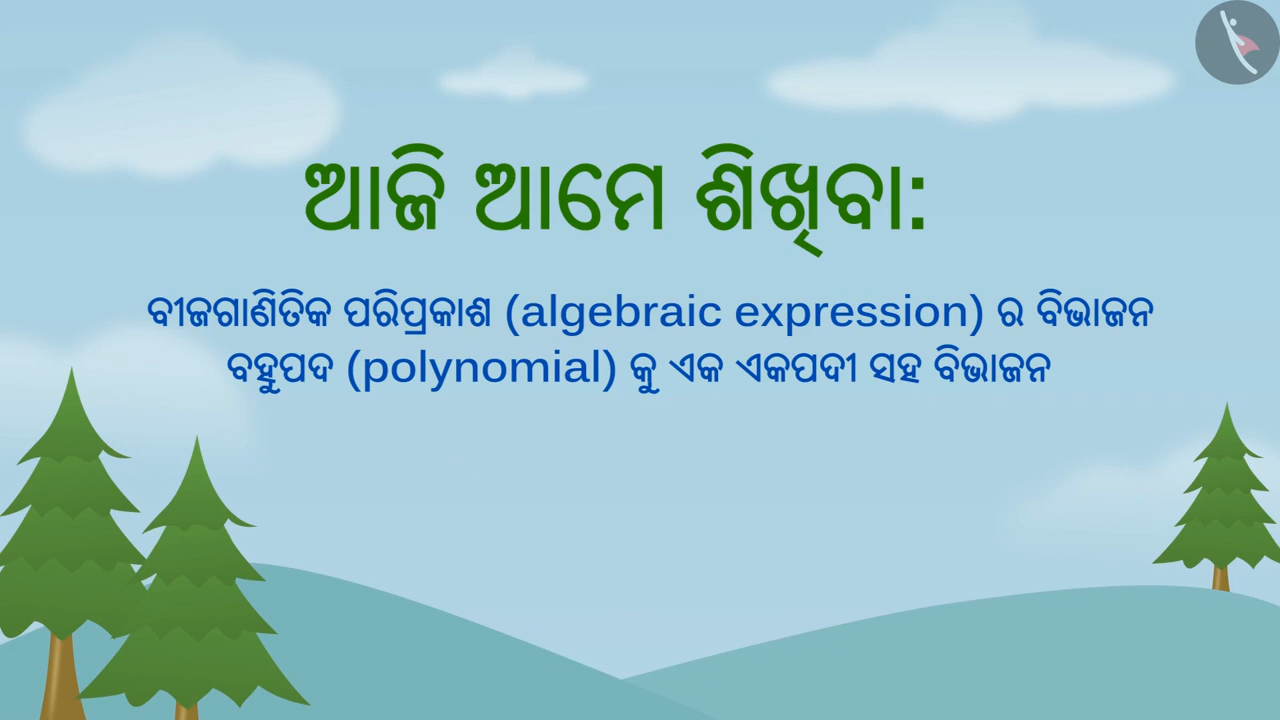 ଆଜି ଆମେ ଶିଖିବା:
ବୀଜଗାଣିତିକ ପରିପ୍ରକାଶ (algebraic expression) ର ବିଭାଜନ
ବହୁପଦ (polynomial) କୁ ଏକ ଏକପଦୀ ସହ ବିଭାଜନ